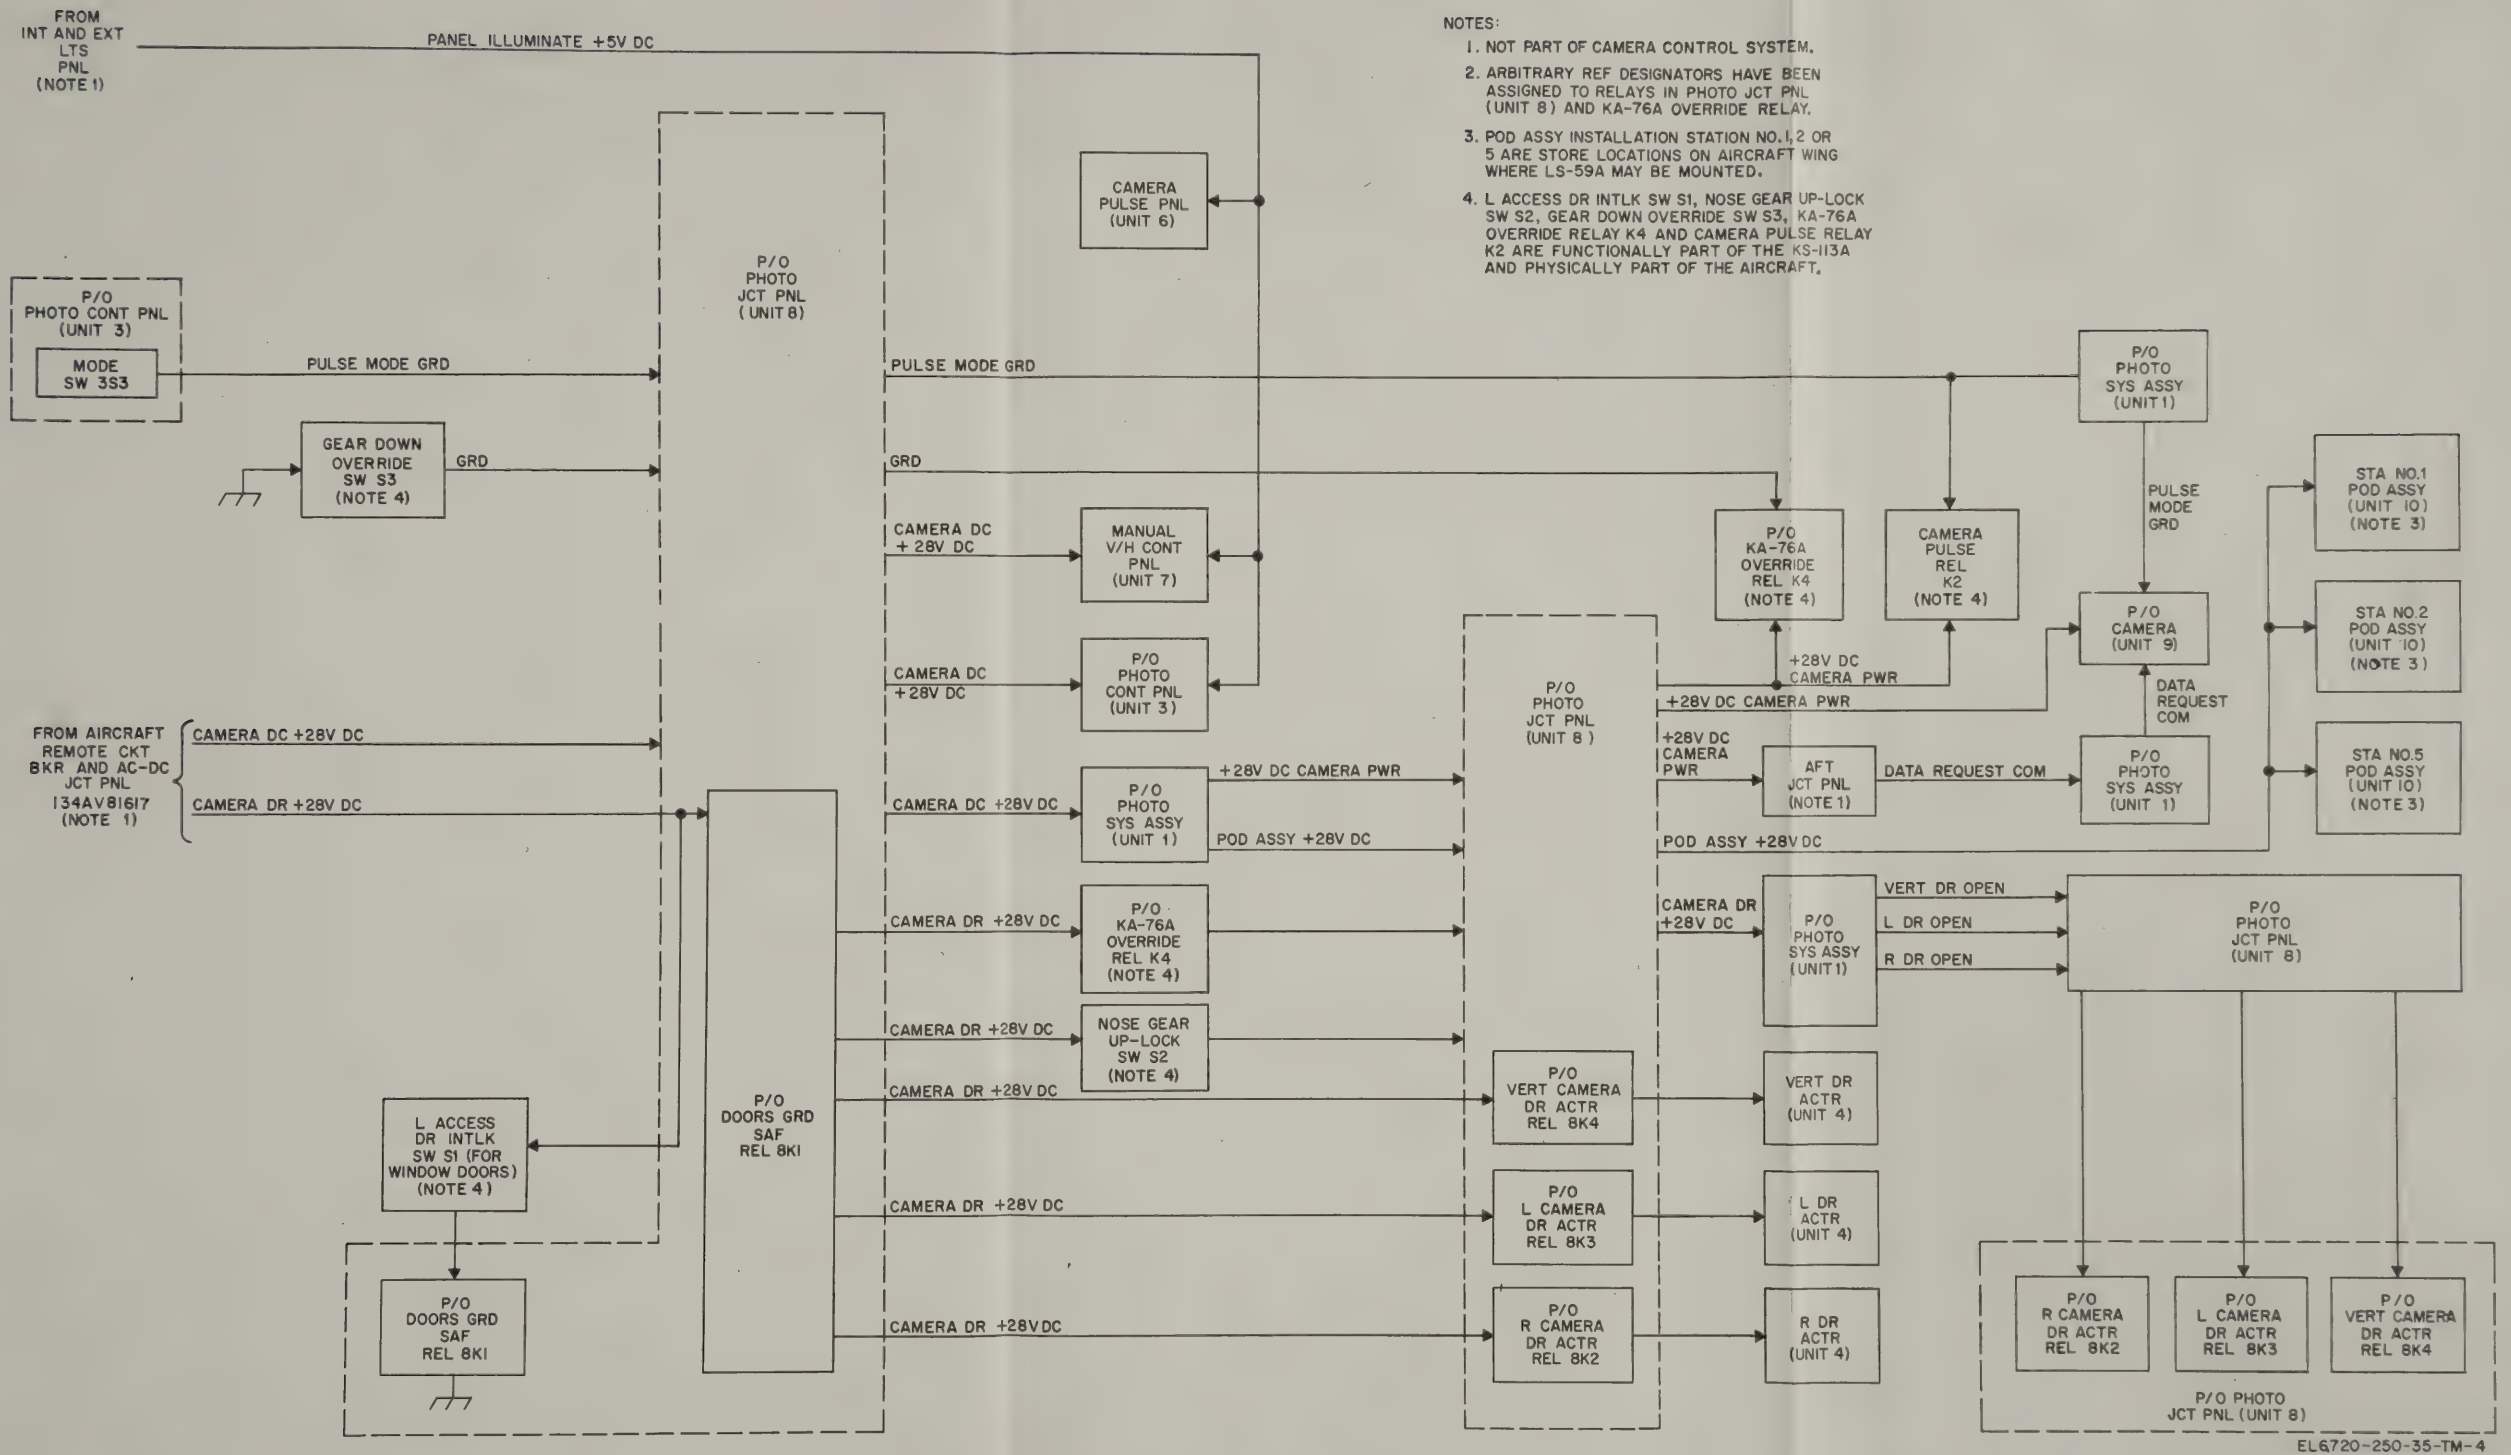 FROM
INT AND EXT
LTS
PNL
(NOTE 1)
PANEL ILLUMINATE +5V DC
NOTES:
1. NOT PART OF CAMERA CONTROL SYSTEM.
2. ARBITRARY REF DESIGNATORS HAVE BEEN
ASSIGNED TO RELAYS IN PHOTO JCT PNL
(UNIT 8) AND KA-76A OVERRIDE RELAY.
3. POD ASSY INSTALLATION STATION NO.1, 2 OR
5 ARE STORE LOCATIONS ON AIRCRAFT WING
WHERE LS-59A MAY BE MOUNTED.
4. L ACCESS DR INTLK SW S1, NOSE GEAR UP-LOCK
SW S2, GEAR DOWN OVERRIDE SW S3, KA-76A
OVERRIDE RELAY K4 AND CAMERA PULSE RELAY
K2 ARE FUNCTIONALLY PART OF THE KS-113A
AND PHYSICALLY PART OF THE AIRCRAFT.
P/O
PHOTO CONT PNL
(UNIT 3)
MODE
SW 3S3
PULSE MODE GRD
GEAR DOWN
OVERRIDE
SW S3
(NOTE 4)
GRD
FROM AIRCRAFT
REMOTE CKT
BKR AND AC-DC
JCT PNL
134AV81617
(NOTE 1)
CAMERA DC +28V DC
CAMERA DR +28V DC
L ACCESS
DR INTLK
SW S1 (FOR
WINDOW DOORS)
(NOTE 4)
P/O
DOORS GRD
SAF
REL 8K1
P/O
PHOTO
JCT PNL
(UNIT 8)
P/O
DOORS GRD
SAF
REL 8K1
CAMERA
PULSE PNL
(UNIT 6)
PULSE MODE GRD
GRD
CAMERA DC
+ 28V DC
MANUAL
V/H CONT
PNL
(UNIT 7)
CAMERA DC
+28V DC
P/O
PHOTO
CONT PNL
(UNIT 3)
CAMERA DC +28V DC
P/O
PHOTO
SYS ASSY
(UNIT 1)
+28V DC CAMERA PWR
POD ASSY +28V DC
CAMERA DR +28V DC
P/O
KA-76A
OVERRIDE
REL K4
(NOTE 4)
CAMERA DR +28V DC
NOSE GEAR
UP-LOCK
SW S2
(NOTE 4)
CAMERA DR +28V DC
CAMERA DR +28V DC
CAMERA DR +28VDC
P/O
PHOTO
JCT PNL
(UNIT 8)
P/O
VERT CAMERA
DR ACTR
REL 8K4
P/O
L CAMERA
DR ACTR
REL 8K3
P/O
R CAMERA
DR ACTR
REL 8K2
P/O
KA-76A
OVERRIDE
REL K4
(NOTE 4)
CAMERA
PULSE
REL
K2
(NOTE 4)
+28V DC
CAMERA PWR
+28V DC CAMERA PWR
+28V DC
CAMERA
PWR
AFT
JCT PNL
(NOTE 1)
DATA REQUEST COM
POD ASSY +28V DC
CAMERA DR
+28V DC
P/O
PHOTO
SYS ASSY
(UNIT 1)
VERT DR OPEN
L DR OPEN
R DR OPEN
VERT DR
ACTR
(UNIT 4)
L DR
ACTR
(UNIT 4)
R DR
ACTR
(UNIT 4)
P/O
PHOTO
SYS ASSY
(UNIT 1)
PULSE
MODE
GRD
P/O
CAMERA
(UNIT 9)
DATA
REQUEST
COM
P/O
PHOTO
SYS ASSY
(UNIT 1)
STA NO.1
POD ASSY
(UNIT 10)
(NOTE 3)
STA NO.2
POD ASSY
(UNIT 10)
(NOTE 3)
STA NO.5
POD ASSY
(UNIT 10)
(NOTE 3)
P/O
PHOTO
JCT PNL
(UNIT 8)
P/O
R CAMERA
DR ACTR
REL 8K2
P/O
L CAMERA
DR ACTR
REL 8K3
P/O
VERT CAMERA
DR ACTR
REL 8K4
P/O PHOTO
JCT PNL (UNIT 8)
EL6720-250-35-TM-4